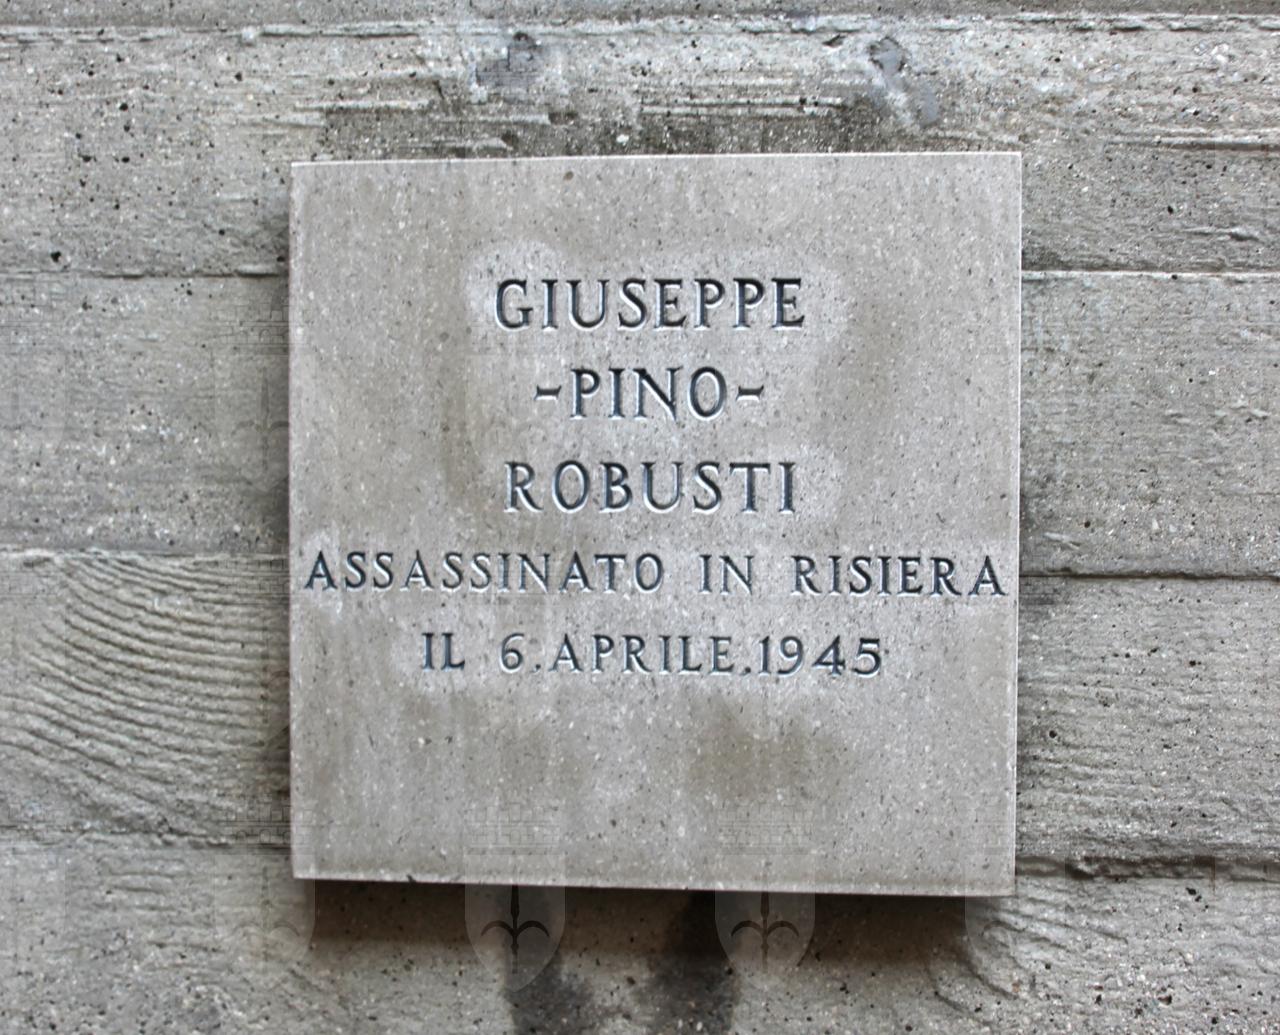 GIUSEPPE
-PINO-
ROBUSTI
ASSASSINATO IN RISIERA
IL 6.APRILE.1945